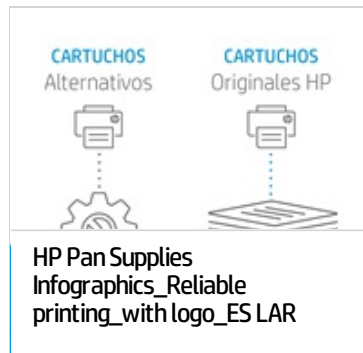 CARTUCHOS
Alternativos
CARTUCHOS
Originales HP
HP Pan Supplies
Infographics_Reliable
printing_with logo_ES LAR